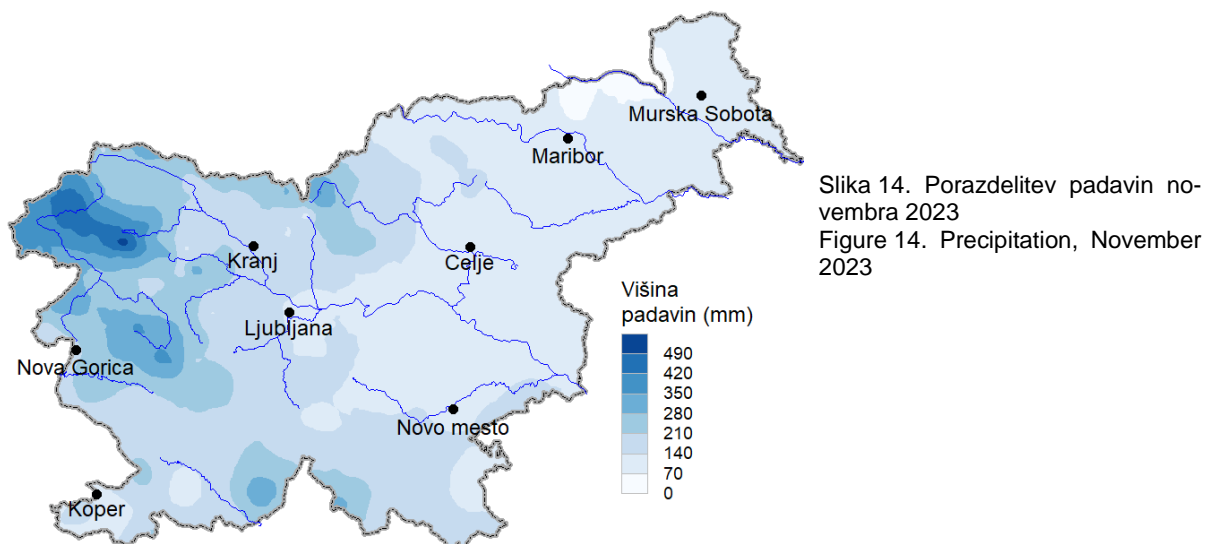 Murska Sobota
Maribor
Kranj
Celje
Ljubljana
Nova Gorica
Novo mesto
Koper
Višina
padavin (mm)
490
420
350
280
210
140
70
0
Slika 14. Porazdelitev padavin no-
vembra 2023
Figure 14. Precipitation, November
2023